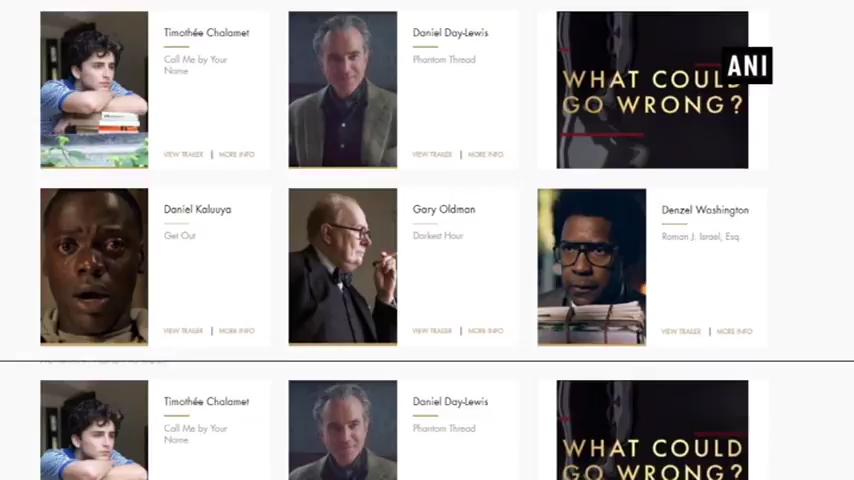 Timothée Chalamet
Call Me by Your
Name
VIEW TRAILER | MORE INFO
Daniel Day-Lewis
Phantom Thread
VIEW TRAILER | MORE INFO
ANI
WHAT COULD
GO WRONG?
Daniel Kaluuya
Get Out
VIEW TRAILER | MORE INFO
Gary Oldman
Darkest Hour
VIEW TRAILER | MORE INFO
Denzel Washington
Roman J. Israel, Esq.
VIEW TRAILER | MORE INFO
Timothée Chalamet
Call Me by Your
Name
Daniel Day-Lewis
Phantom Thread
WHAT COULD
GO WRONG?